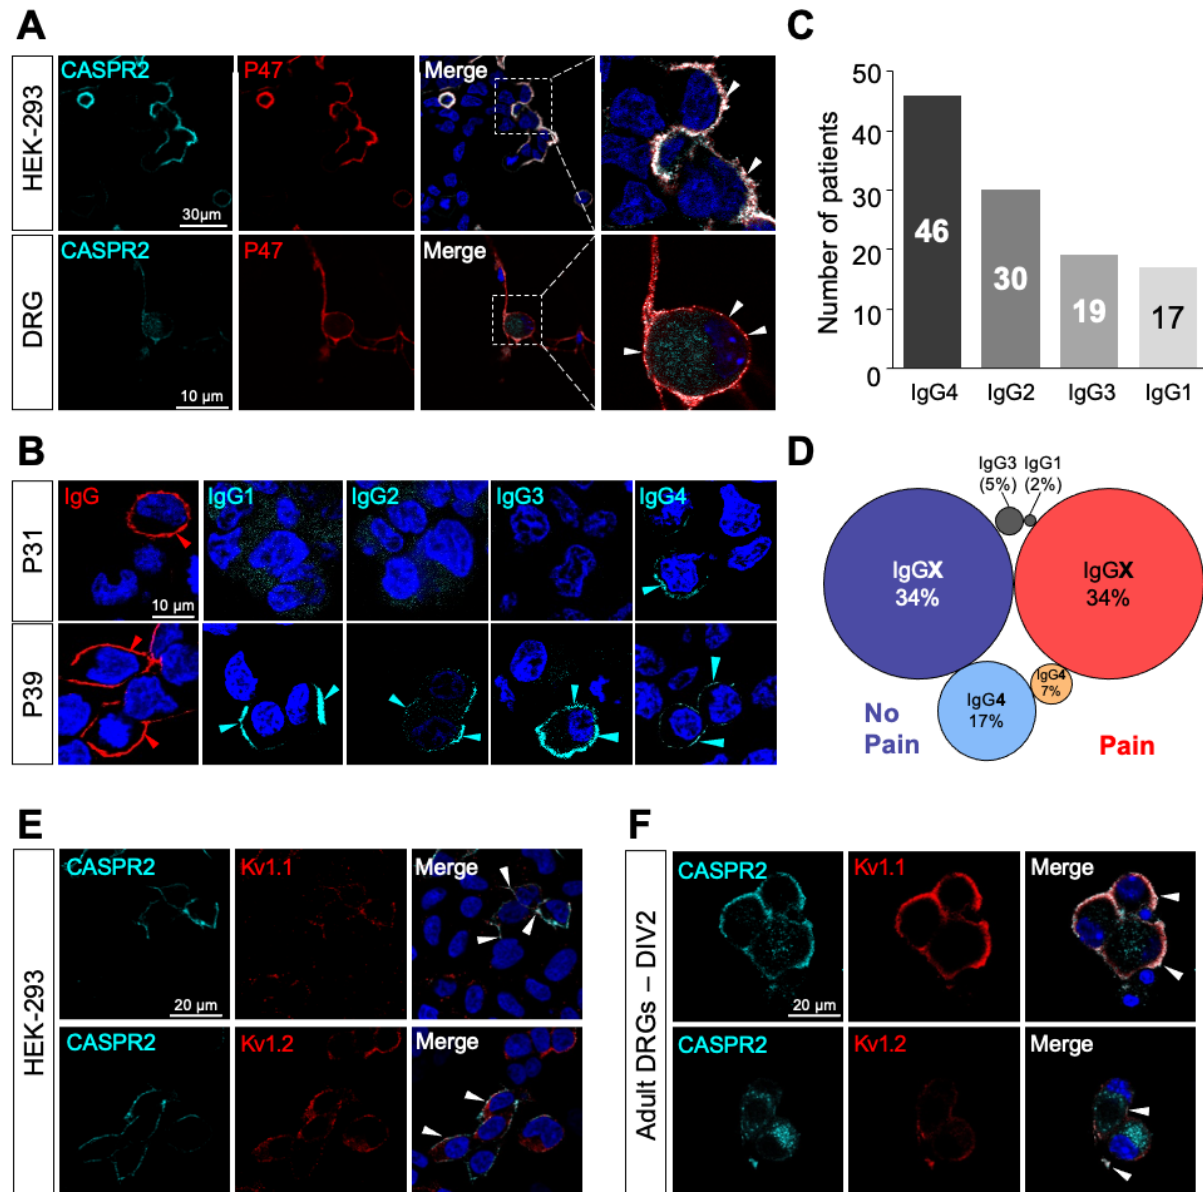 A
HEK-293
CASPR2
P47
Merge
30µm
DRG
CASPR2
P47
Merge
10 µm
B
P31
IgG
IgG1
IgG2
IgG3
IgG4
10 µm
P39
C
Number of patients
50
40
30
20
10
0
46
30
19
17
IgG4
IgG2
IgG3
IgG1
D
IgG3
(5%)
IgG1
(2%)
IgGX
34%
IgGX
34%
IgG4
17%
IgG4
7%
No
Pain
Pain
E
HEK-293
CASPR2
Kv1.1
Merge
20 µm
CASPR2
Kv1.2
Merge
F
Adult DRGs – DIV2
CASPR2
Kv1.1
Merge
20 µm
CASPR2
Kv1.2
Merge